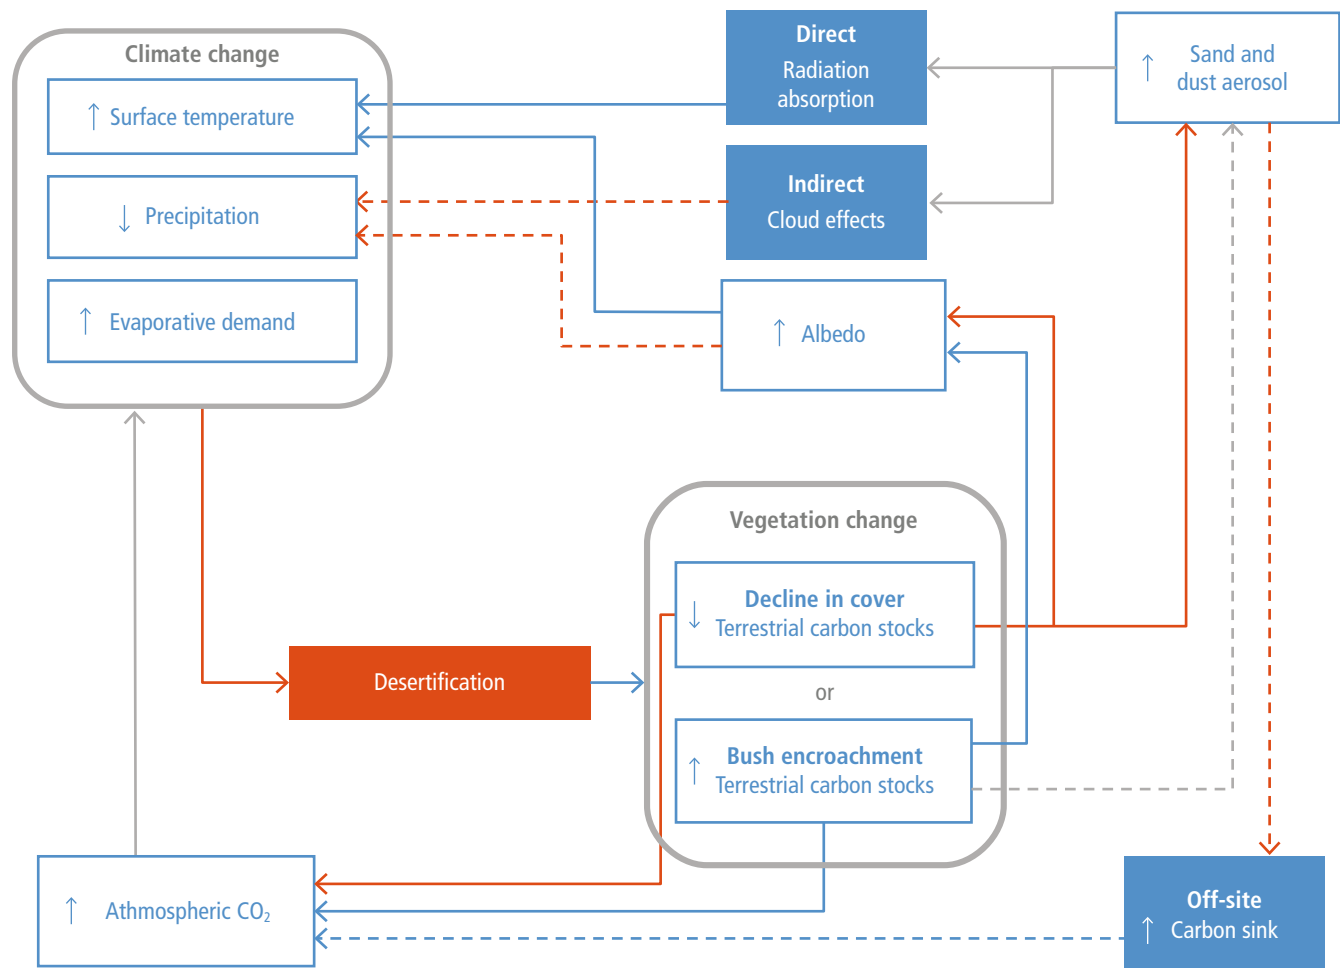 Climate change
↑ Surface temperature
↓ Precipitation
↑ Evaporative demand
Direct
Radiation
absorption
Indirect
Cloud effects
↑ Albedo
↑ Sand and
dust aerosol
Vegetation change
Decline in cover
↓ Terrestrial carbon stocks
or
Bush encroachment
↑ Terrestrial carbon stocks
Desertification
↑ Athmospheric CO₂
Off-site
↑ Carbon sink